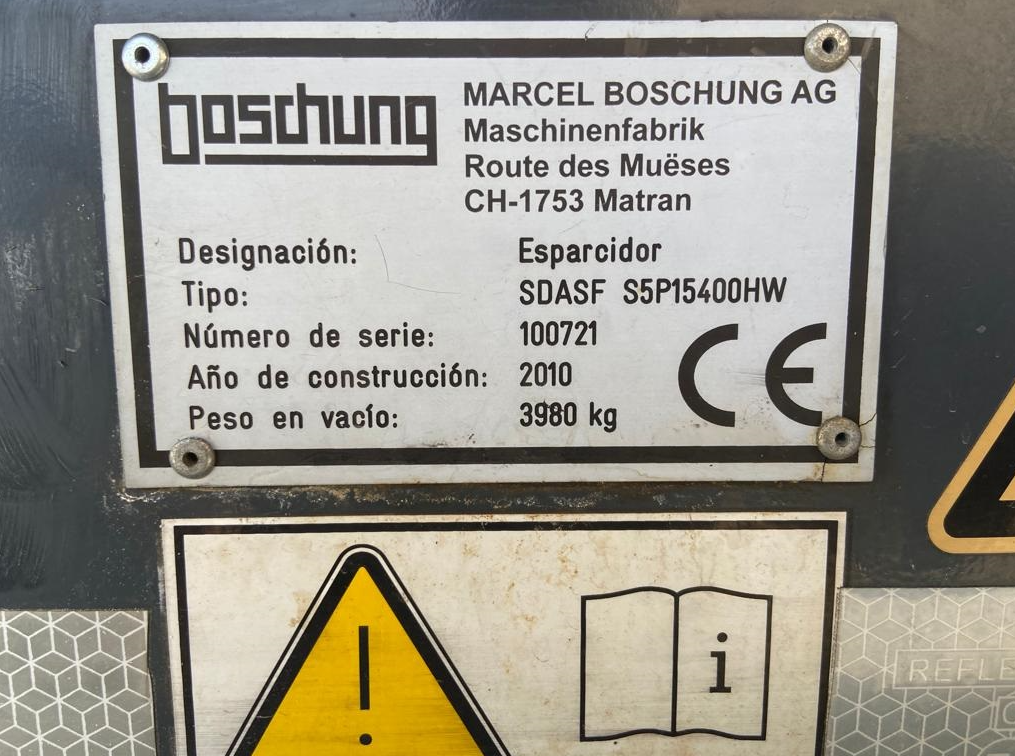 boschung
MARCEL BOSCHUNG AG
Maschinenfabrik
Route des Muëses
CH-1753 Matran
Designación: Esparcidor
Tipo: SDASF S5P15400HW
Número de serie: 100721
Año de construcción: 2010
Peso en vacío: 3980 kg
CE
!
i